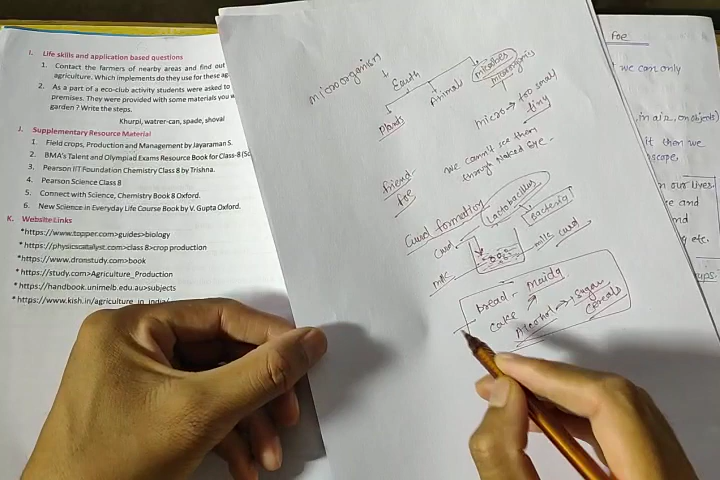 I. Life skills and application based questions
1. Contact the farmers of nearby areas and find out
agriculture. Which implements do they use for these ag
2. As a part of a eco-club activity students were asked to
premises. They were provided with some materials you w
garden ? Write the steps.
Khurpi, watrer-can, spade, shoval
J. Supplementary Resource Material
1. Field crops, Production and Management by Jayaraman S.
2. BMA's Talent and Olympiad Exams Resource Book for Class-8 (Sc
3. Pearson IIT Foundation Chemistry Class 8 by Trishna.
4. Pearson Science Class 8
5. Connect with Science, Chemistry Book 8 Oxford.
6. New Science in Everyday Life Course Book by V. Gupta Oxford.
K. Website Links
*https://www.topper.com>guides>biology
*https://physicscatalyst.com>class 8>crop production
*https://www.dronstudy.com>book
*https://study.com>Agriculture_Production
*https://handbook.unimelb.edu.au>subjects
*https://www.kish.in/agriculture_in_india/
microorganism
Earth
Plants
Animals
microbes
micro → too small
tiny
we cann't see them
through Naked Eye.
friend
foe
Curd formation
Lactobacillus
Bacteria
Curd
milk
milk curd
Bread - Maida
Cake
Alcohol → Sugar
Cereals
Foe
we can only
in air, on objects)
it then we
scope.
n our lives
and
nd
etc.
ups.